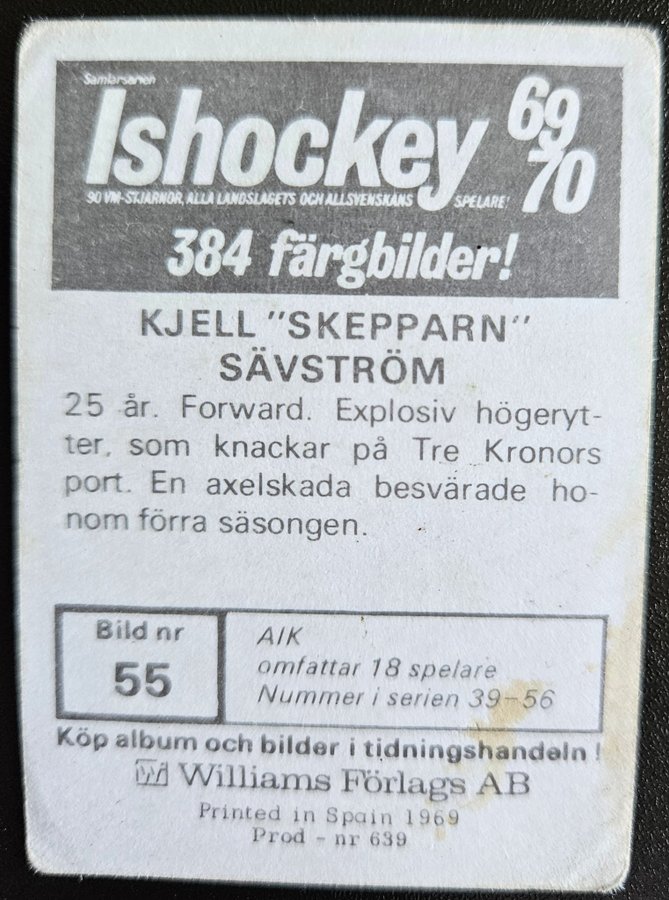 Samlarserien
Ishockey 69
70
90 VM-STJÄRNOR, ALLA LANDSLAGETS OCH ALLSVENSKANS SPELARE!
384 färgbilder!
KJELL "SKEPPARN"
SÄVSTRÖM
25 år. Forward. Explosiv högeryt-
ter, som knackar på Tre Kronors
port. En axelskada besvärade ho-
nom förra säsongen.
Bild nr
55
AIK
omfattar 18 spelare
Nummer i serien 39-56
Köp album och bilder i tidningshandeln!
Williams Förlags AB
Printed in Spain 1969
Prod - nr 639